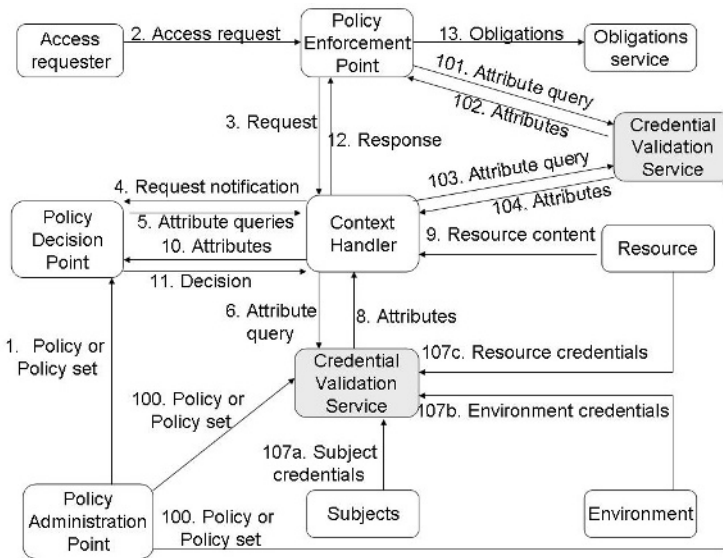 Access
requester
2. Access request
Policy
Enforcement
Point
13. Obligations
Obligations
service
101. Attribute query
102. Attributes
Credential
Validation
Service
3. Request
12. Response
103. Attribute query
104. Attributes
4. Request notification
5. Attribute queries
10. Attributes
11. Decision
Policy
Decision
Point
Context
Handler
9. Resource content
Resource
6. Attribute
query
8. Attributes
1. Policy or
Policy set
Credential
Validation
Service
107c. Resource credentials
107b. Environment credentials
100. Policy or
Policy set
107a. Subject
credentials
Policy
Administration
Point
100. Policy or
Policy set
Subjects
Environment